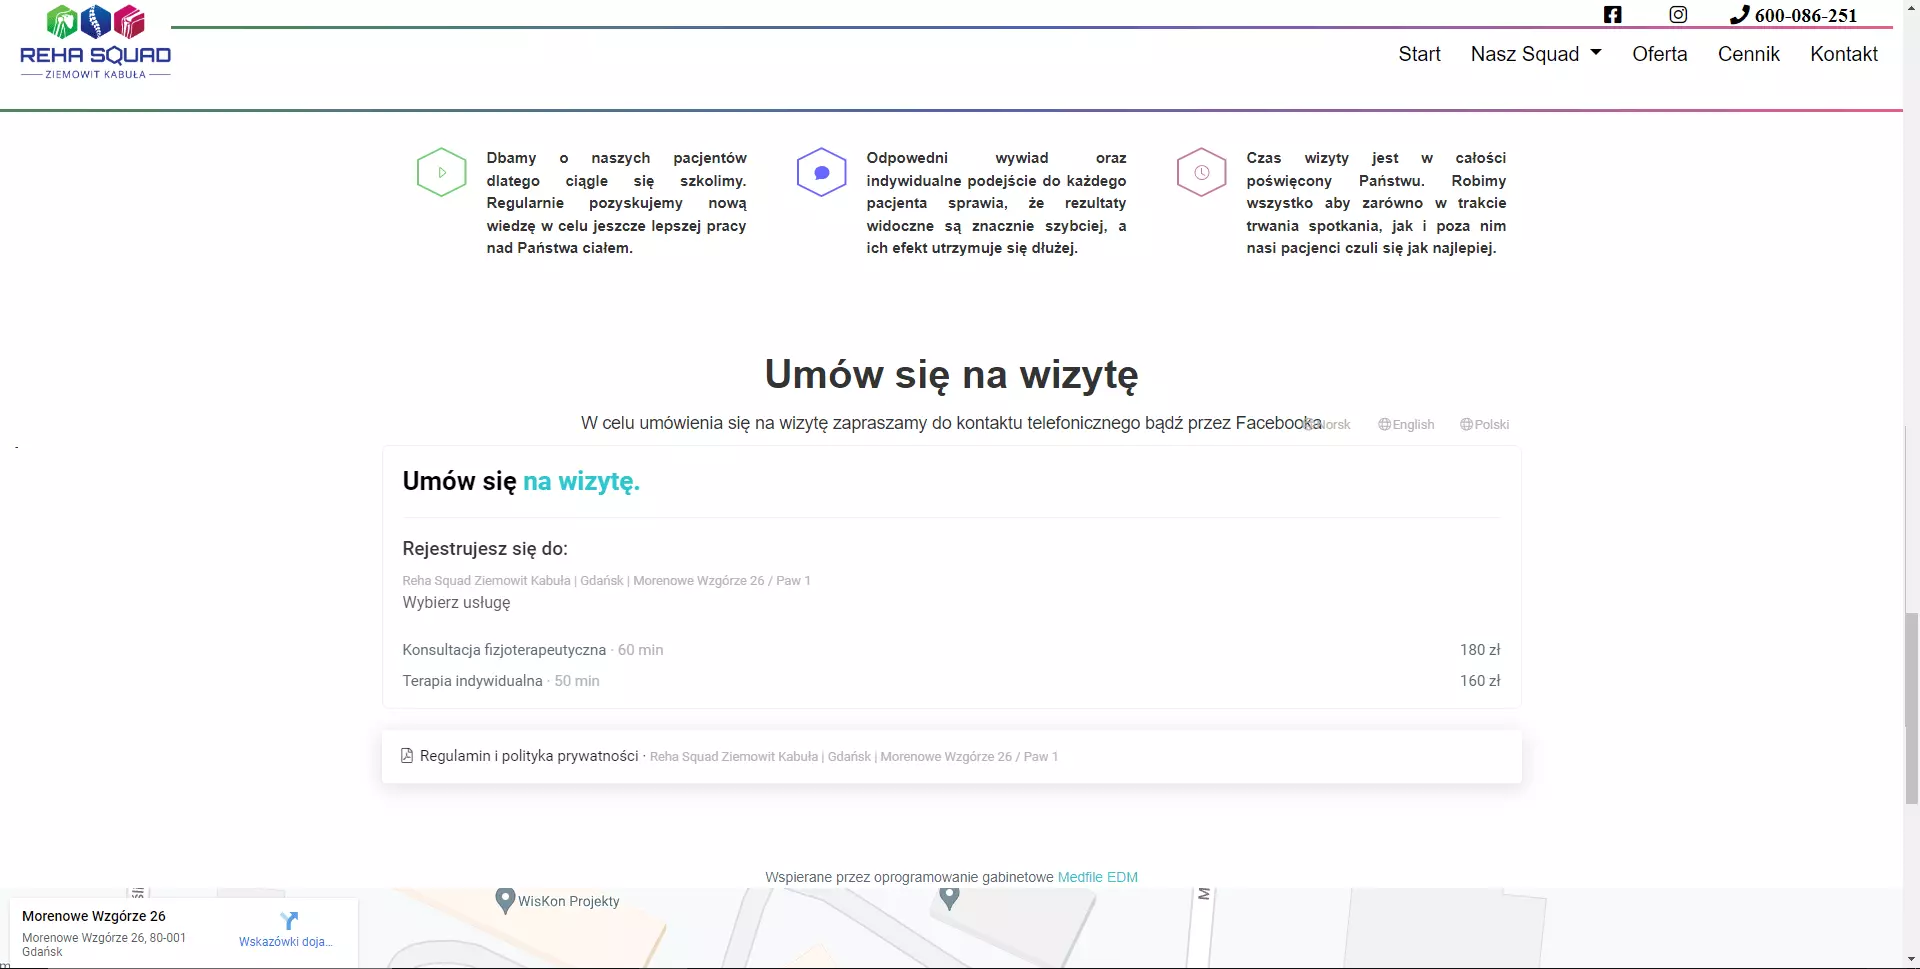 600-086-251
REHA SQUAD
ZIEMOWIT KABUŁA
Start Nasz Squad Oferta Cennik Kontakt
Dbamy o naszych pacjentów
dlatego ciągle się szkolimy.
Regularnie pozyskujemy nową
wiedzę w celu jeszcze lepszej pracy
nad Państwa ciałem.
Odpowedni wywiad oraz
indywidualne podejście do każdego
pacjenta sprawia, że rezultaty
widoczne są znacznie szybciej, a
ich efekt utrzymuje się dłużej.
Czas wizyty jest w całości
poświęcony Państwu. Robimy
wszystko aby zarówno w trakcie
trwania spotkania, jak i poza nim
nasi pacjenci czuli się jak najlepiej.
Umów się na wizytę
W celu umówienia się na wizytę zapraszamy do kontaktu telefonicznego bądź przez Facebooka
Norsk English Polski
Umów się na wizytę.
Rejestrujesz się do:
Reha Squad Ziemowit Kabuła | Gdańsk | Morenowe Wzgórze 26 / Paw 1
Wybierz usługę
Konsultacja fizjoterapeutyczna · 60 min 180 zł
Terapia indywidualna · 50 min 160 zł
Regulamin i polityka prywatności · Reha Squad Ziemowit Kabuła | Gdańsk | Morenowe Wzgórze 26 / Paw 1
Wspierane przez oprogramowanie gabinetowe Medfile EDM
WisKon Projekty
M
Morenowe Wzgórze 26
Morenowe Wzgórze 26, 80-001
Gdańsk
Wskazówki doja...